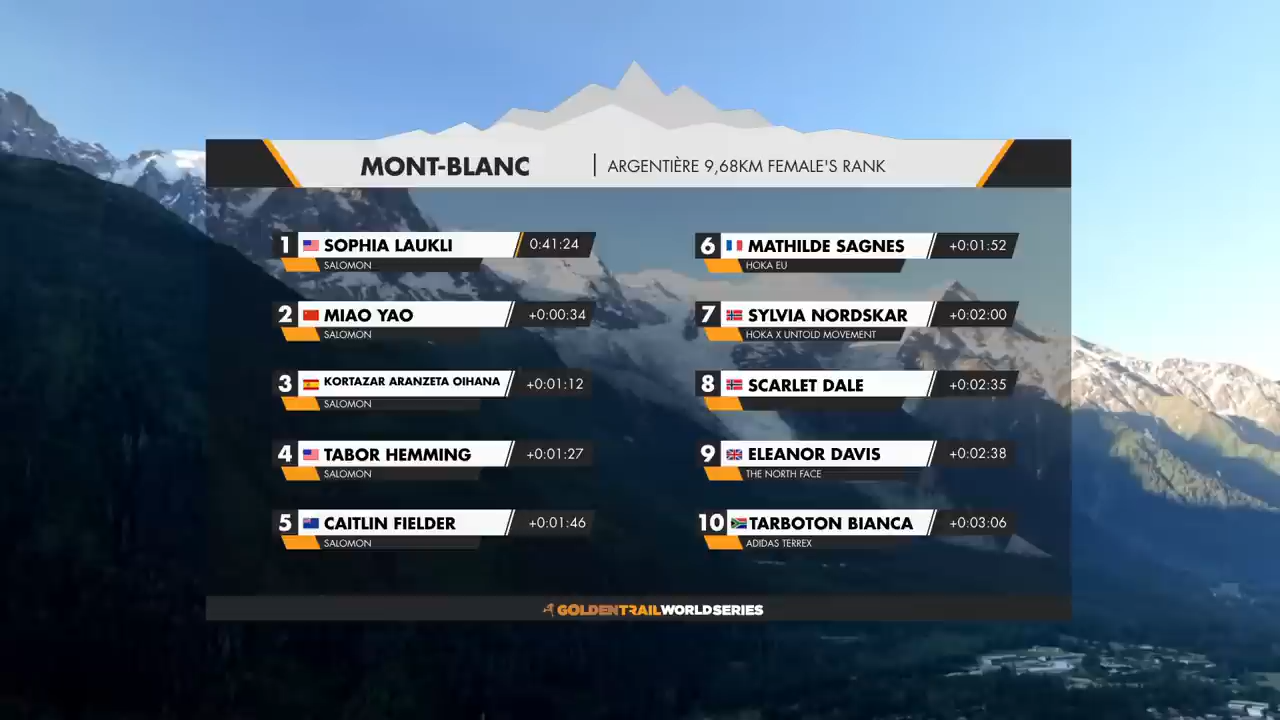 MONT-BLANC | ARGENTIÈRE 9,68KM FEMALE'S RANK
1 SOPHIA LAUKLI 0:41:24
SALOMON
2 MIAO YAO +0:00:34
SALOMON
3 KORTAZAR ARANZETA OIHANA +0:01:12
SALOMON
4 TABOR HEMMING +0:01:27
SALOMON
5 CAITLIN FIELDER +0:01:46
SALOMON
6 MATHILDE SAGNES +0:01:52
HOKA EU
7 SYLVIA NORDSKAR +0:02:00
HOKA X UNTOLD MOVEMENT
8 SCARLET DALE +0:02:35
9 ELEANOR DAVIS +0:02:38
THE NORTH FACE
10 TARBOTON BIANCA +0:03:06
ADIDAS TERREX
GOLDENTRAILWORLDSERIES